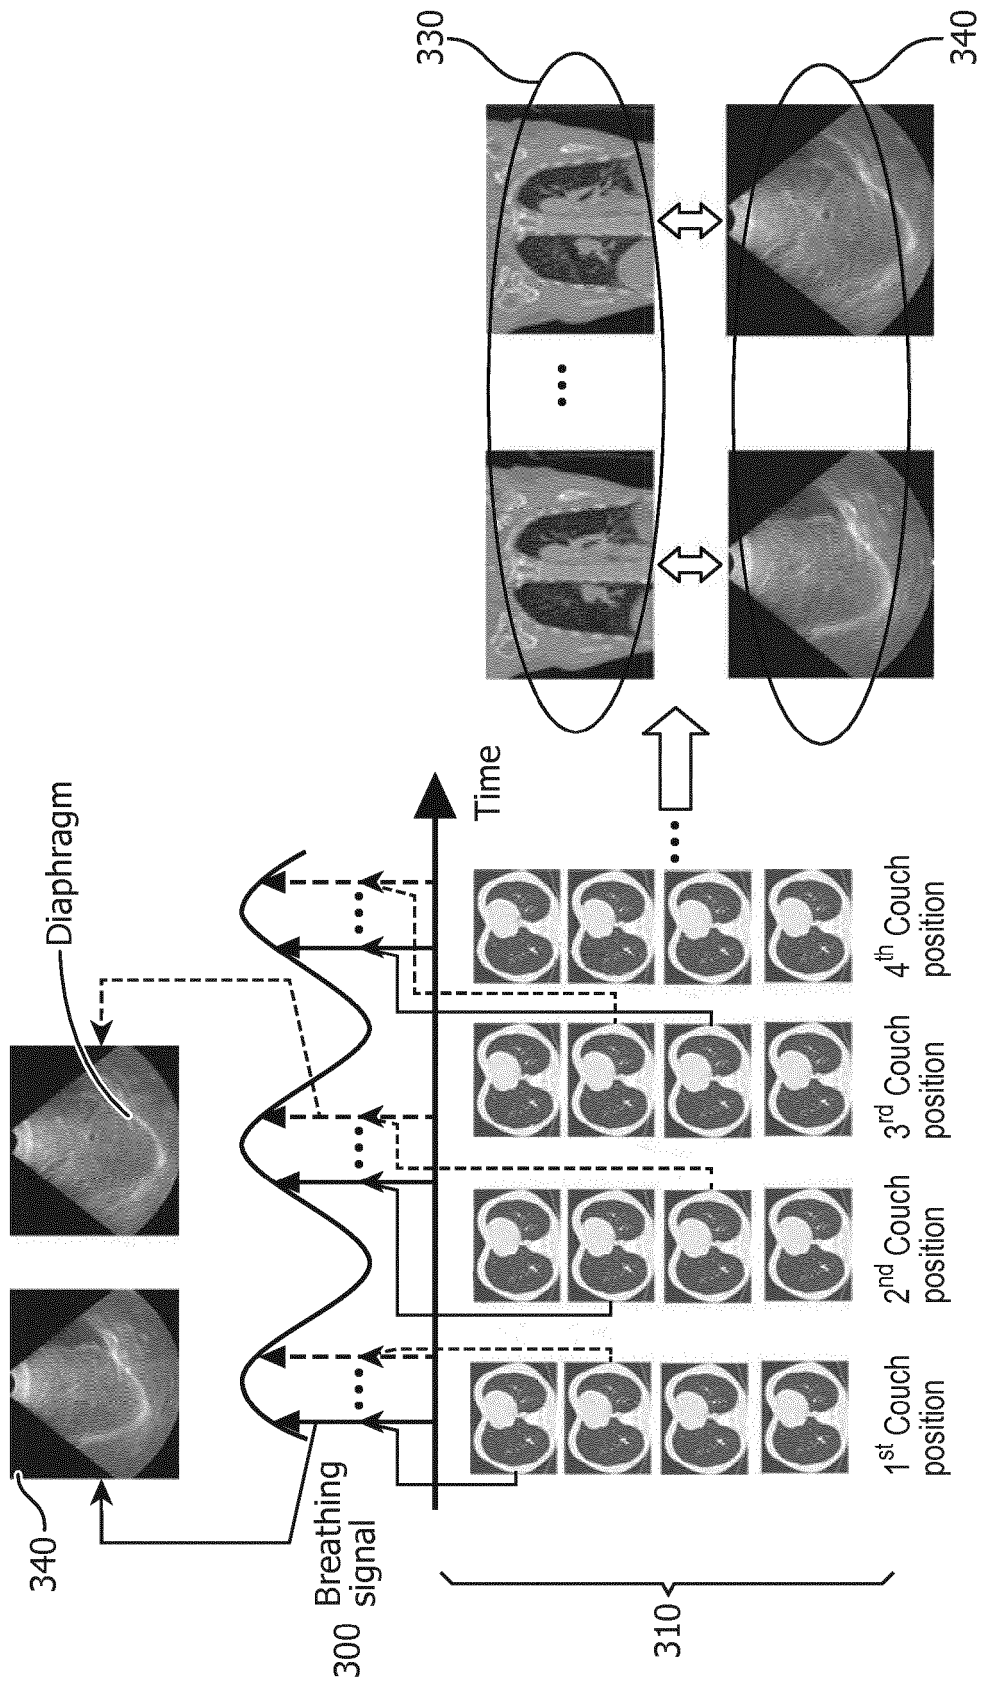 340
Diaphragm
300
Breathing
signal
Time
310
1st Couch
position
2nd Couch
position
3rd Couch
position
4th Couch
position
330
340